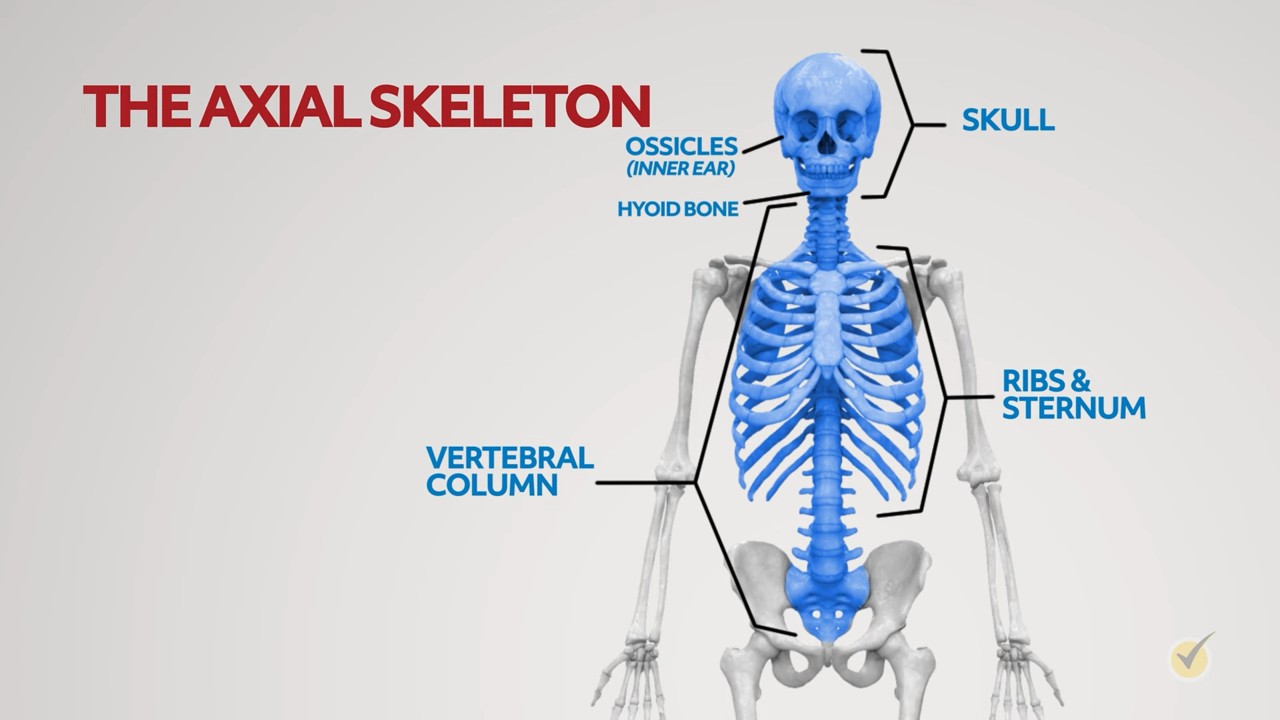 THE AXIAL SKELETON
SKULL
OSSICLES
(INNER EAR)
HYOID BONE
RIBS &
STERNUM
VERTEBRAL
COLUMN